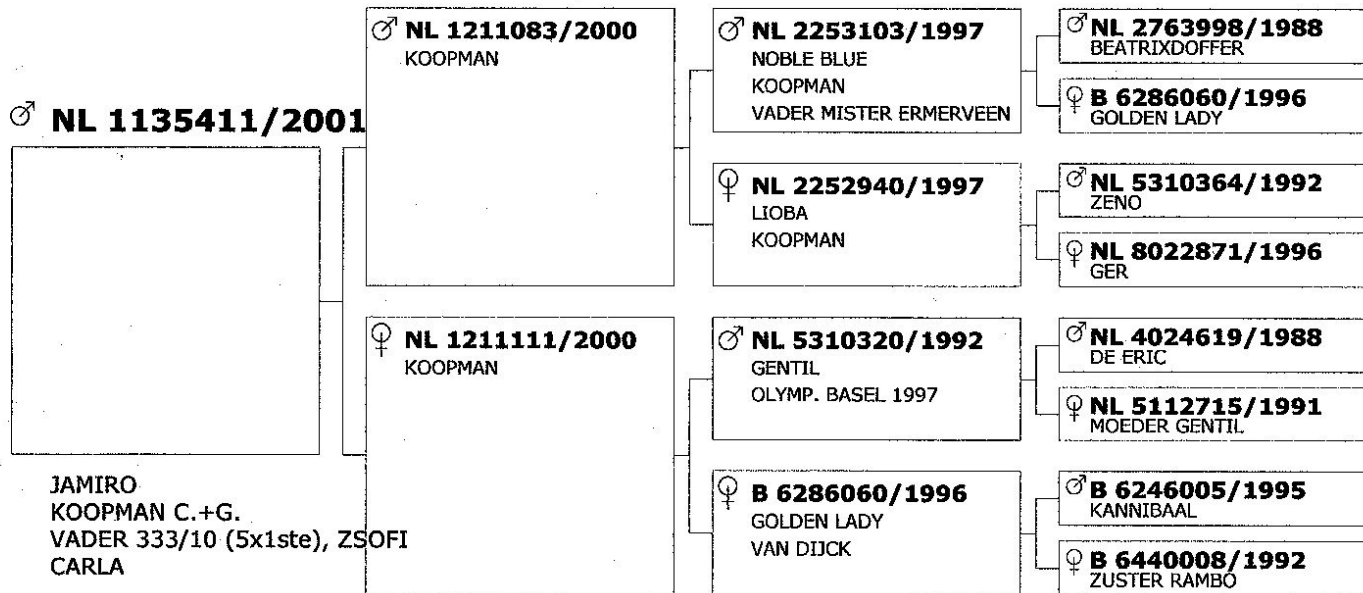 ♂ NL 1135411/2001
JAMIRO
KOOPMAN C.+G.
VADER 333/10 (5x1ste), ZSOFI
CARLA
♂ NL 1211083/2000
KOOPMAN
♀ NL 1211111/2000
KOOPMAN
♂ NL 2253103/1997
NOBLE BLUE
KOOPMAN
VADER MISTER ERMERVEEN
♀ NL 2252940/1997
LIOBA
KOOPMAN
♂ NL 5310320/1992
GENTIL
OLYMP. BASEL 1997
♀ B 6286060/1996
GOLDEN LADY
VAN DIJCK
♂ NL 2763998/1988
BEATRIXDOFFER
♀ B 6286060/1996
GOLDEN LADY
♂ NL 5310364/1992
ZENO
♀ NL 8022871/1996
GER
♂ NL 4024619/1988
DE ERIC
♀ NL 5112715/1991
MOEDER GENTIL
♂ B 6246005/1995
KANNIBAAL
♀ B 6440008/1992
ZUSTER RAMBO